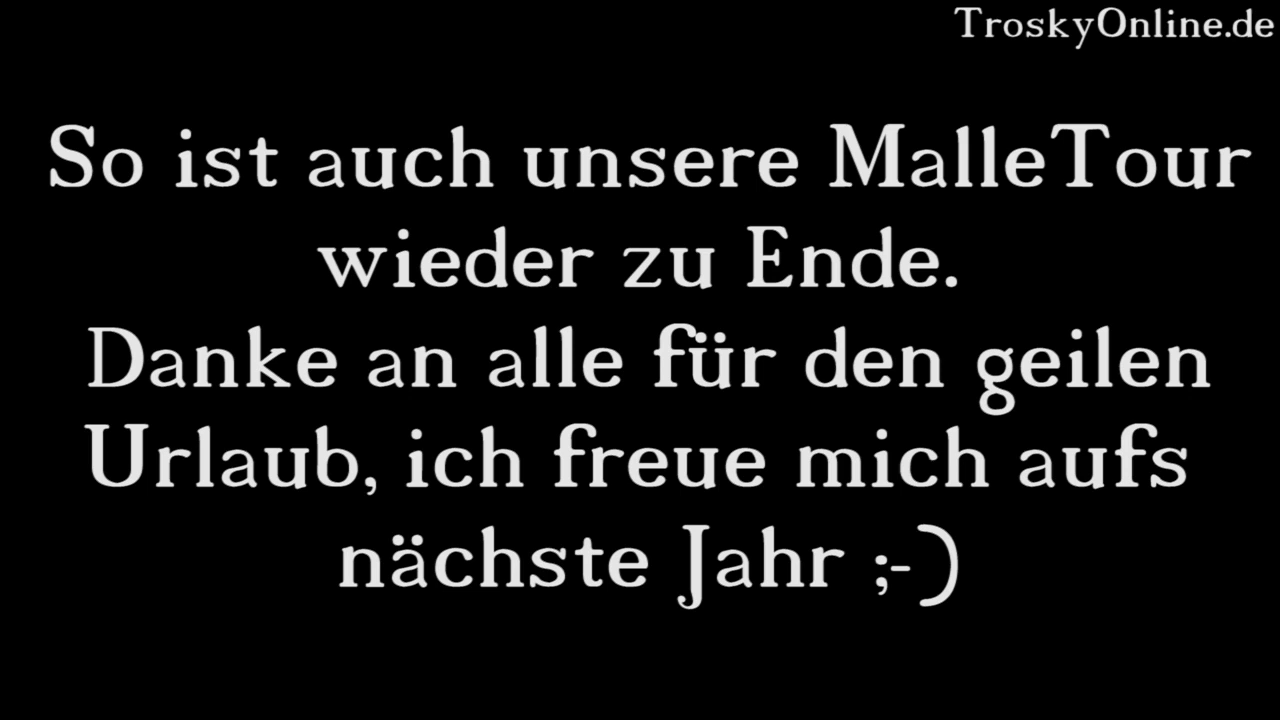 TroskyOnline.de
So ist auch unsere MalleTour
wieder zu Ende.
Danke an alle für den geilen
Urlaub, ich freue mich aufs
nächste Jahr ;-)